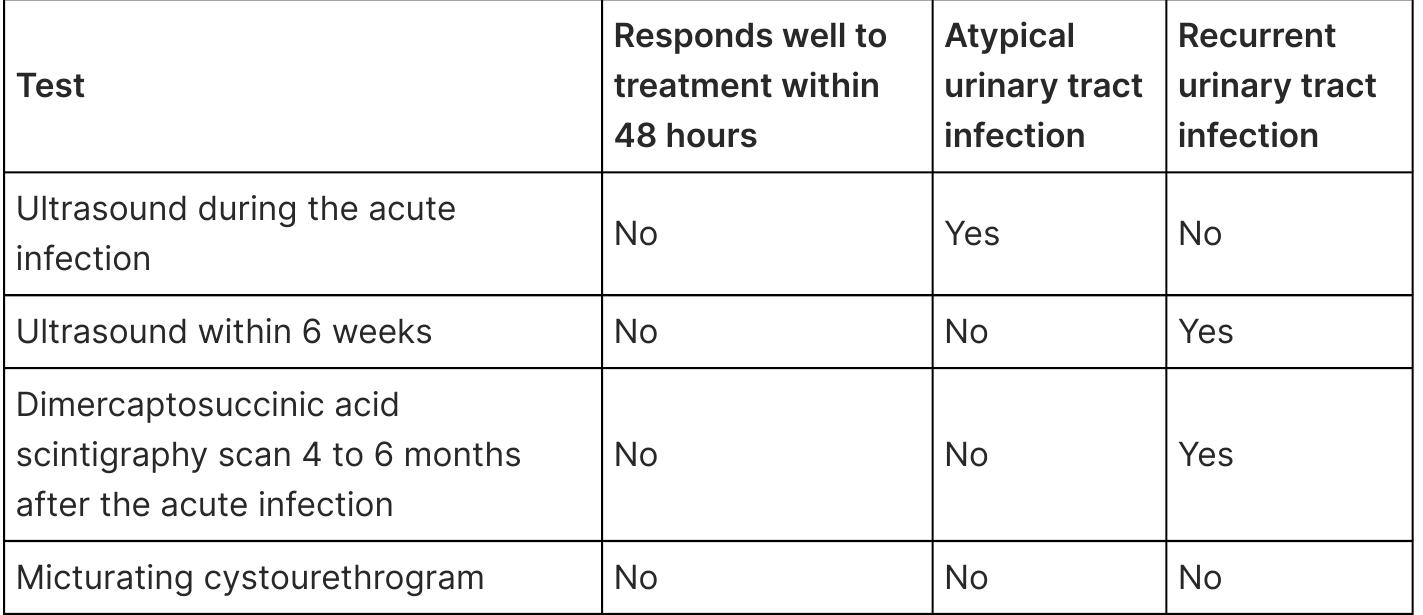 Test
Responds well to
treatment within
48 hours
Atypical
urinary tract
infection
Recurrent
urinary tract
infection
Ultrasound during the acute
infection
No
Yes
No
Ultrasound within 6 weeks
No
No
Yes
Dimercaptosuccinic acid
scintigraphy scan 4 to 6 months
after the acute infection
No
No
Yes
Micturating cystourethrogram
No
No
No